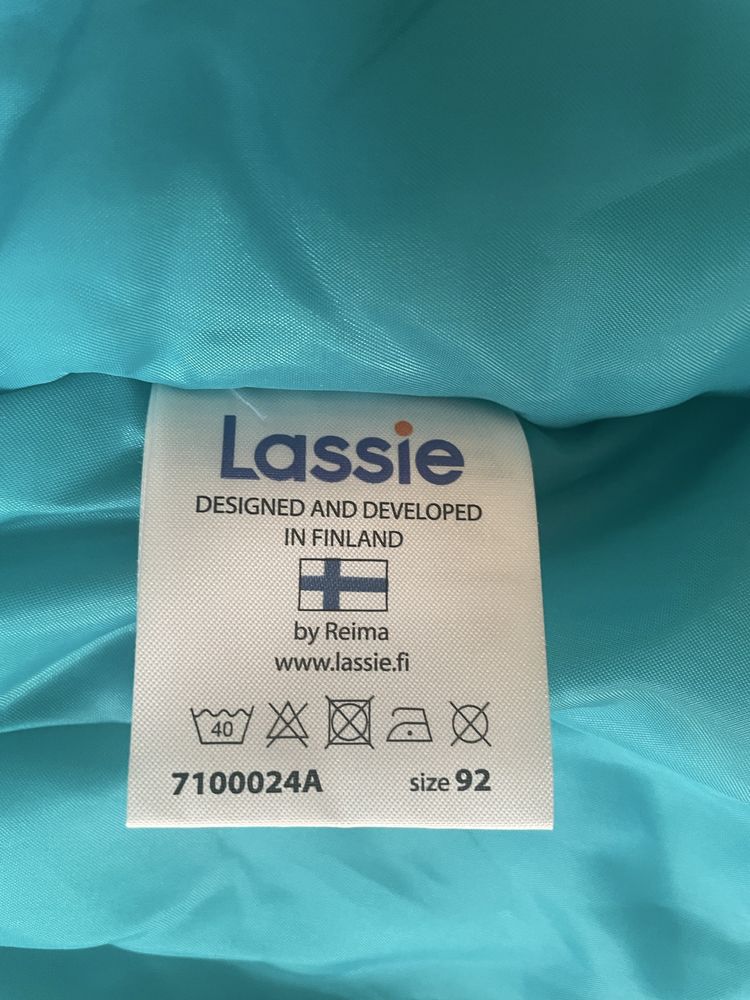 Lassie
DESIGNED AND DEVELOPED
IN FINLAND
by Reima
www.lassie.fi
40
7100024A size 92